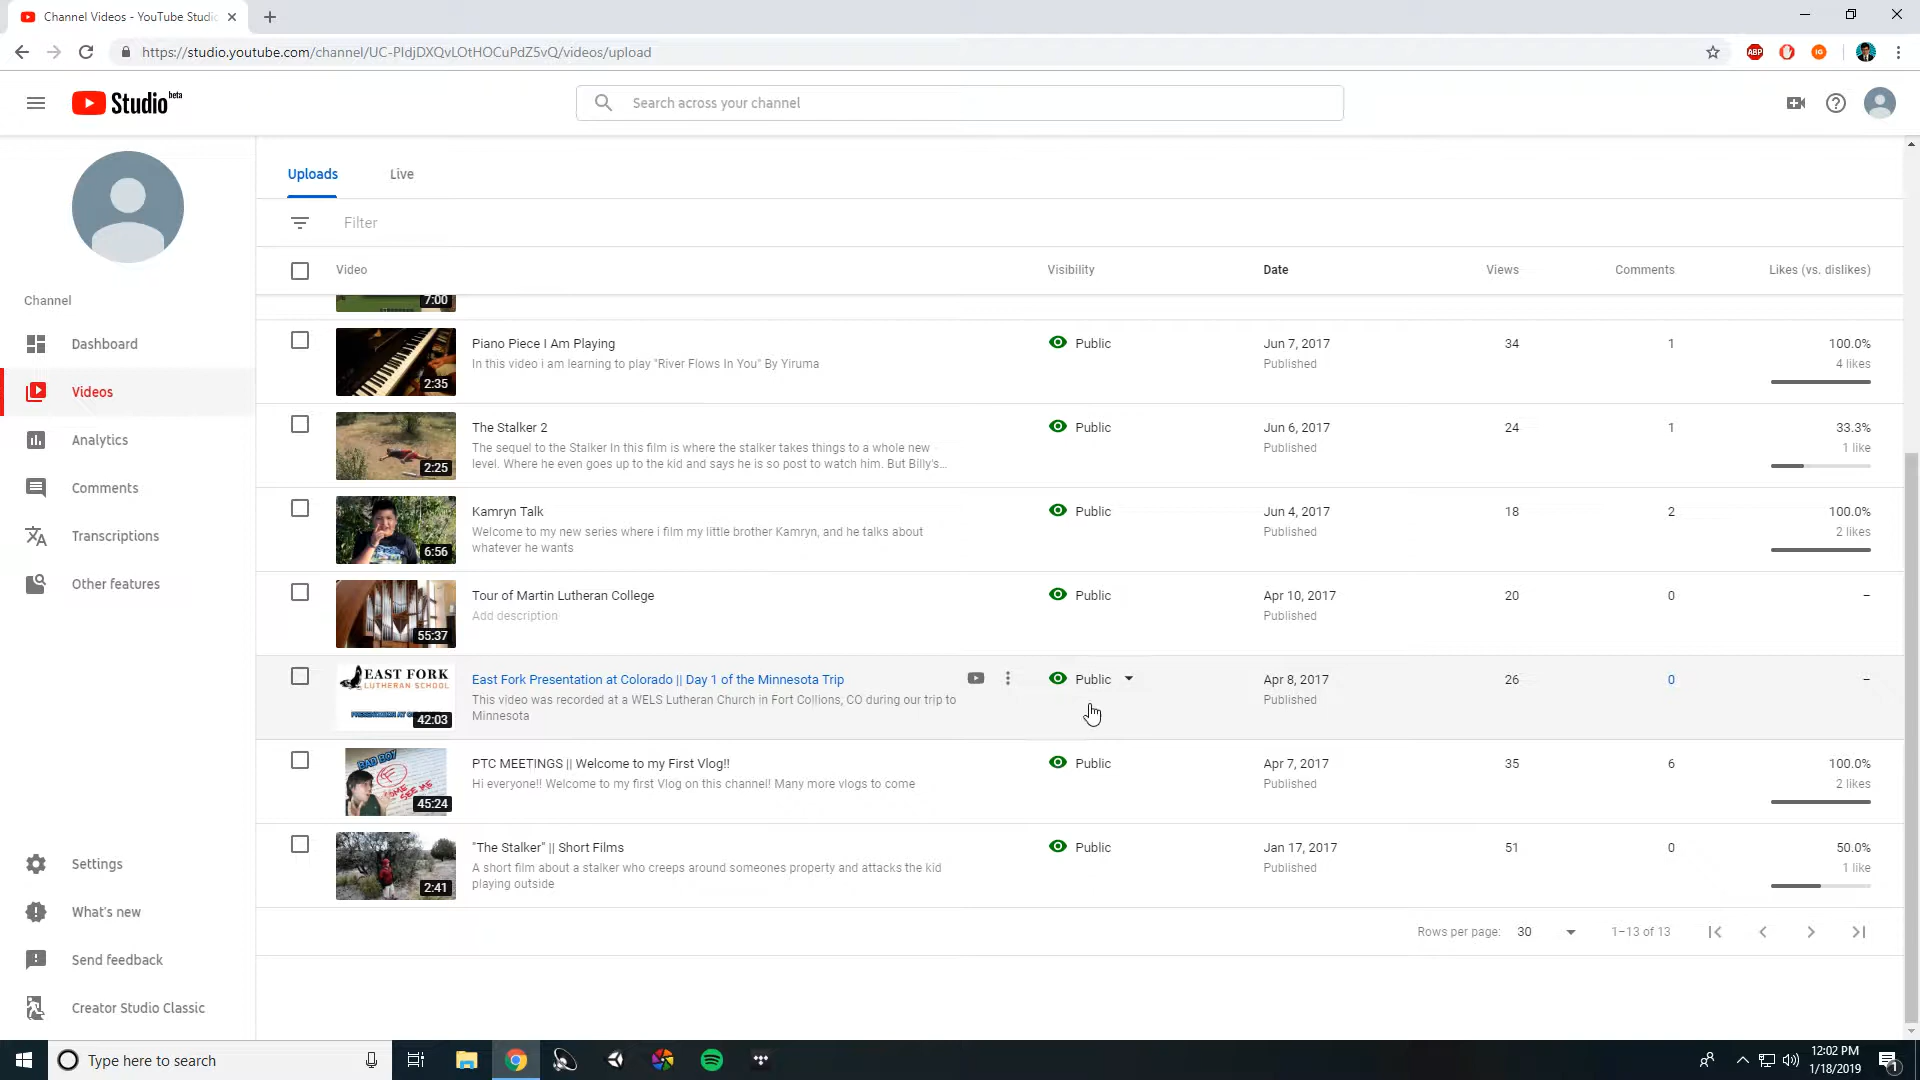 Channel Videos - YouTube Studio
https://studio.youtube.com/channel/UC-PIdjDXQvLOtHOCuPdZ5vQ/videos/upload
ABP
IG
Studio beta
Search across your channel
Channel
Dashboard
Videos
Analytics
Comments
Transcriptions
Other features
Settings
What's new
Send feedback
Creator Studio Classic
Uploads Live
Filter
Video Visibility Date Views Comments Likes (vs. dislikes)
7:00
Piano Piece I Am Playing Public Jun 7, 2017 34 1 100.0%
In this video i am learning to play "River Flows In You" By Yiruma Published 4 likes
2:35
The Stalker 2 Public Jun 6, 2017 24 1 33.3%
The sequel to the Stalker In this film is where the stalker takes things to a whole new Published 1 like
level. Where he even goes up to the kid and says he is so post to watch him. But Billy's...
2:25
Kamryn Talk Public Jun 4, 2017 18 2 100.0%
Welcome to my new series where i film my little brother Kamryn, and he talks about Published 2 likes
whatever he wants
6:56
Tour of Martin Lutheran College Public Apr 10, 2017 20 0 –
Add description Published
55:37
EAST FORK
LUTHERAN SCHOOL
42:03
East Fork Presentation at Colorado || Day 1 of the Minnesota Trip Public Apr 8, 2017 26 0 –
This video was recorded at a WELS Lutheran Church in Fort Collions, CO during our trip to Published
Minnesota
BAD BOY
F
COME
SEE ME
45:24
PTC MEETINGS || Welcome to my First Vlog!! Public Apr 7, 2017 35 6 100.0%
Hi everyone!! Welcome to my first Vlog on this channel! Many more vlogs to come Published 2 likes
"The Stalker" || Short Films Public Jan 17, 2017 51 0 50.0%
A short film about a stalker who creeps around someones property and attacks the kid Published 1 like
playing outside
2:41
Rows per page: 30 1–13 of 13
Type here to search
12:02 PM
1/18/2019
1